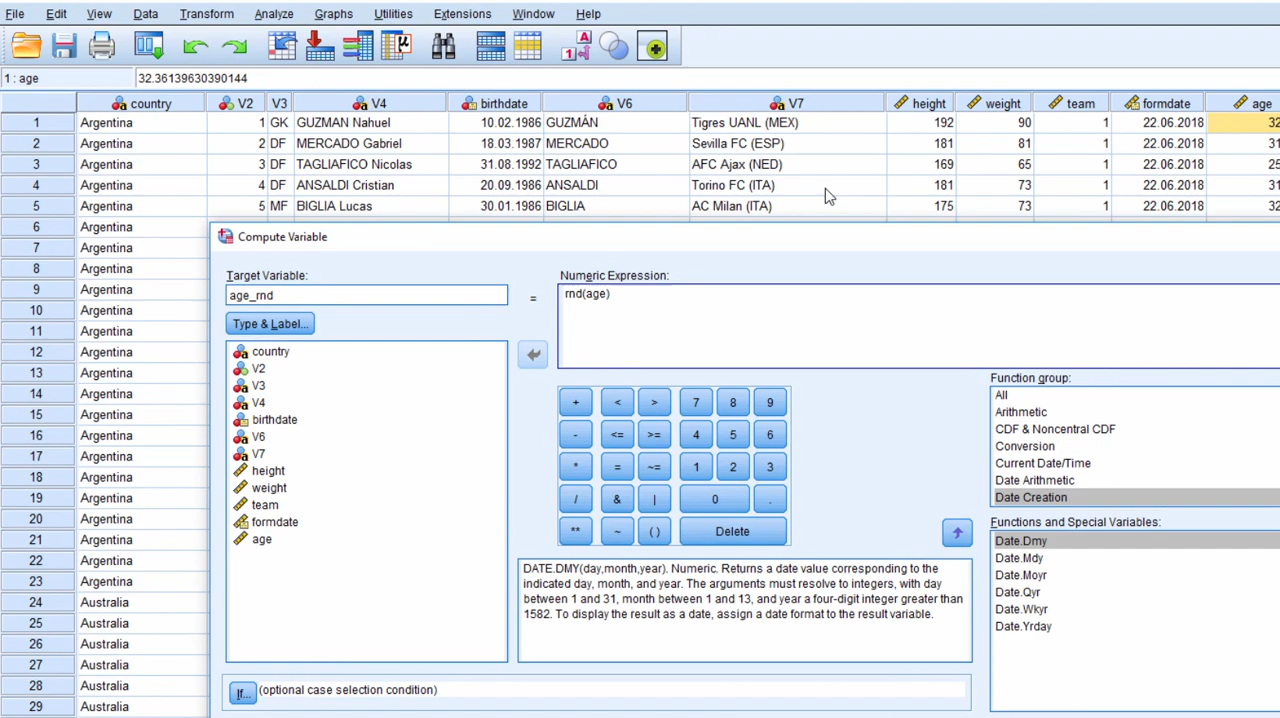 File Edit View Data Transform Analyze Graphs Utilities Extensions Window Help
1 : age 32.36139630390144
country V2 V3 V4 birthdate V6 V7 height weight team formdate age
1 Argentina 1 GK GUZMAN Nahuel 10.02.1986 GUZMÁN Tigres UANL (MEX) 192 90 1 22.06.2018 32
2 Argentina 2 DF MERCADO Gabriel 18.03.1987 MERCADO Sevilla FC (ESP) 181 81 1 22.06.2018 31
3 Argentina 3 DF TAGLIAFICO Nicolas 31.08.1992 TAGLIAFICO AFC Ajax (NED) 169 65 1 22.06.2018
4 Argentina 4 DF ANSALDI Cristian 20.09.1986 ANSALDI Torino FC (ITA) 181 73 1 22.06.2018 31
5 Argentina 5 MF BIGLIA Lucas 30.01.1986 BIGLIA AC Milan (ITA) 175 73 1 22.06.2018 32
6 Argentina
7 Argentina
8 Argentina
9 Argentina
10 Argentina
11 Argentina
12 Argentina
13 Argentina
14 Argentina
15 Argentina
16 Argentina
17 Argentina
18 Argentina
19 Argentina
20 Argentina
21 Argentina
22 Argentina
23 Argentina
24 Australia
25 Australia
26 Australia
27 Australia
28 Australia
29 Australia
Compute Variable
Target Variable:
age_rnd
=
Numeric Expression:
rnd(age)
Type & Label...
country
V2
V3
V4
birthdate
V6
V7
height
weight
team
formdate
age
+ < > 7 8 9
- <= >= 4 5 6
* = ~= 1 2 3
/ & | 0 .
** ~ ( ) Delete
DATE.DMY(day,month,year). Numeric. Returns a date value corresponding to the
indicated day, month, and year. The arguments must resolve to integers, with day
between 1 and 31, month between 1 and 13, and year a four-digit integer greater than
1582. To display the result as a date, assign a date format to the result variable.
Function group:
All
Arithmetic
CDF & Noncentral CDF
Conversion
Current Date/Time
Date Arithmetic
Date Creation
Functions and Special Variables:
Date.Dmy
Date.Mdy
Date.Moyr
Date.Qyr
Date.Wkyr
Date.Yrday
If... (optional case selection condition)